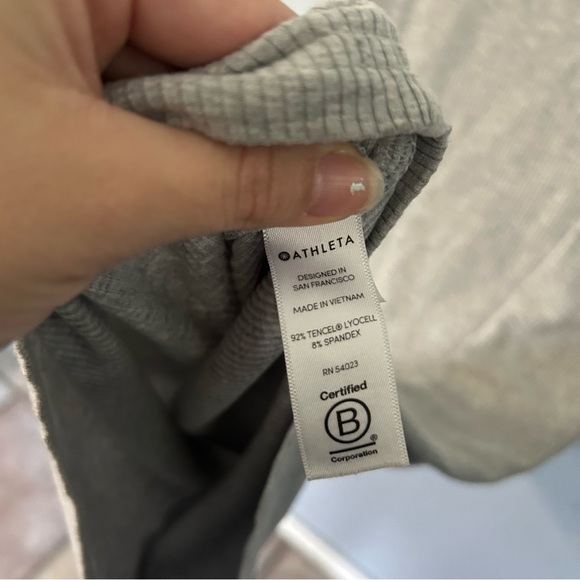 ATHLETA
DESIGNED IN
SAN FRANCISCO
MADE IN VIETNAM
92% TENCEL® LYOCELL
8% SPANDEX
RN 54023
Certified
B
®
Corporation